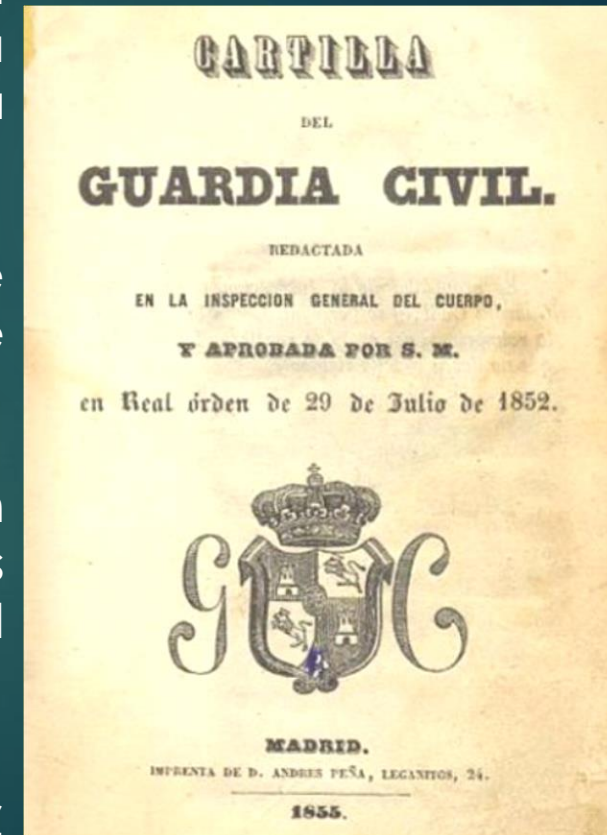 CARTILLA
DEL
GUARDIA CIVIL.
REDACTADA
EN LA INSPECCION GENERAL DEL CUERPO,
Y APROBADA POR S. M.
en Real órden de 29 de Julio de 1852.
G C
MADRID.
IMPRENTA DE D. ANDRES PEÑA, LEGANITOS, 24.
1855.